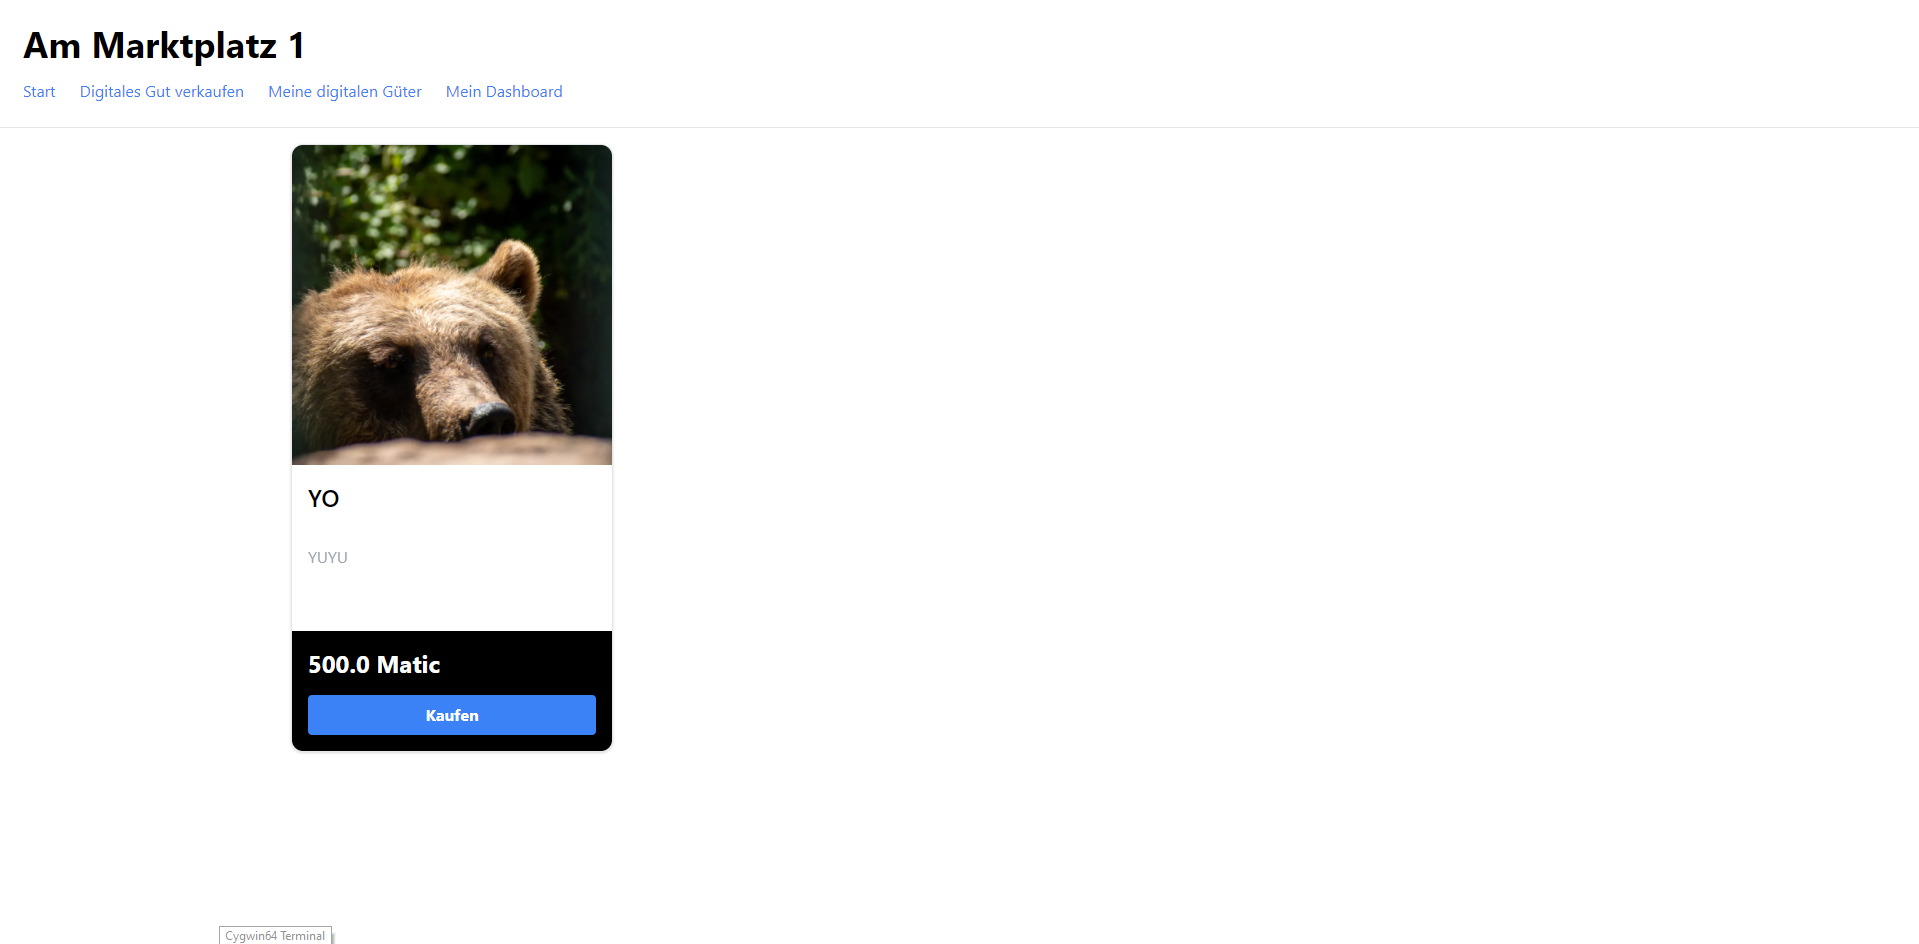 Am Marktplatz 1
Start Digitales Gut verkaufen Meine digitalen Güter Mein Dashboard
YO
YUYU
500.0 Matic
Kaufen
Cygwin64 Terminal